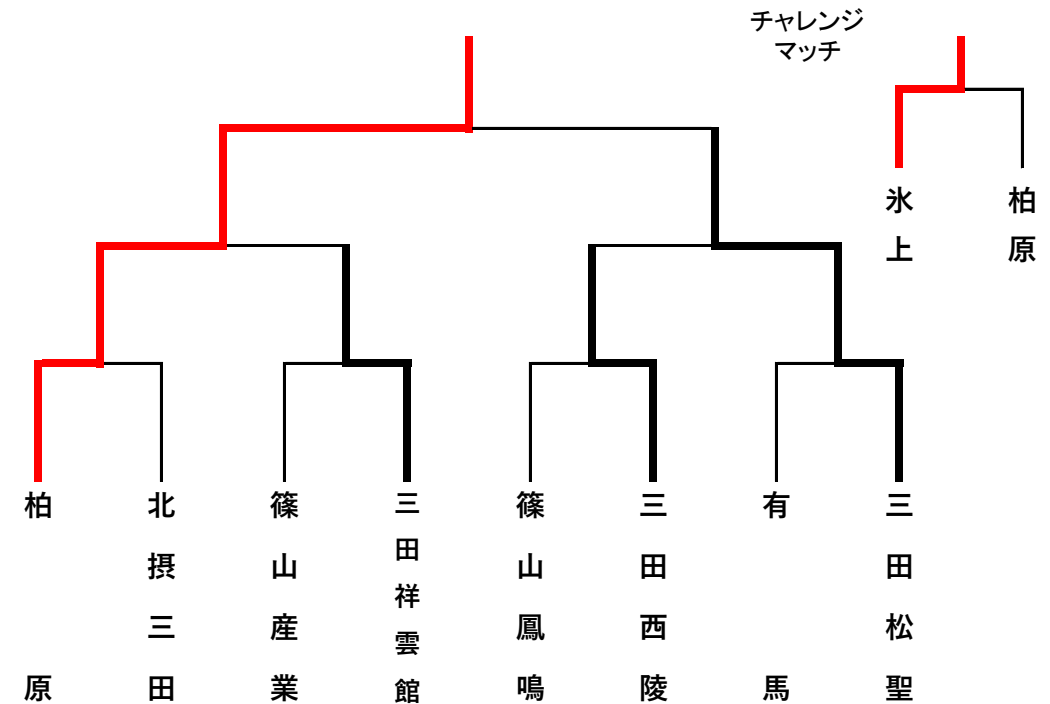 チャレンジ
マッチ
氷上
柏原
柏原
北摂三田
篠山産業
三田祥雲館
篠山鳳鳴
三田西陵
有馬
三田松聖